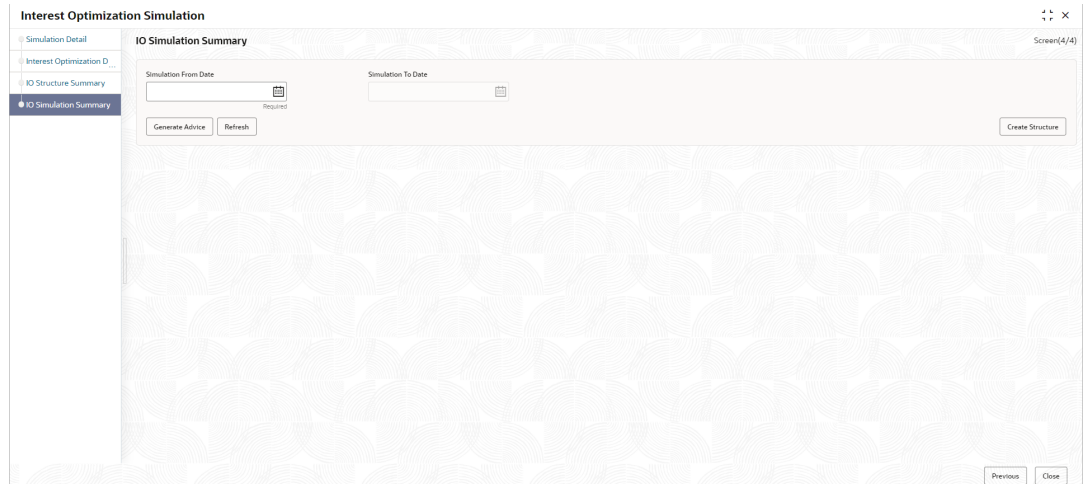 Interest Optimization Simulation
Simulation Detail
Interest Optimization D...
IO Structure Summary
IO Simulation Summary
IO Simulation Summary
Screen(4/4)
Simulation From Date
Simulation To Date
Required
Generate Advice
Refresh
Create Structure
Previous
Close